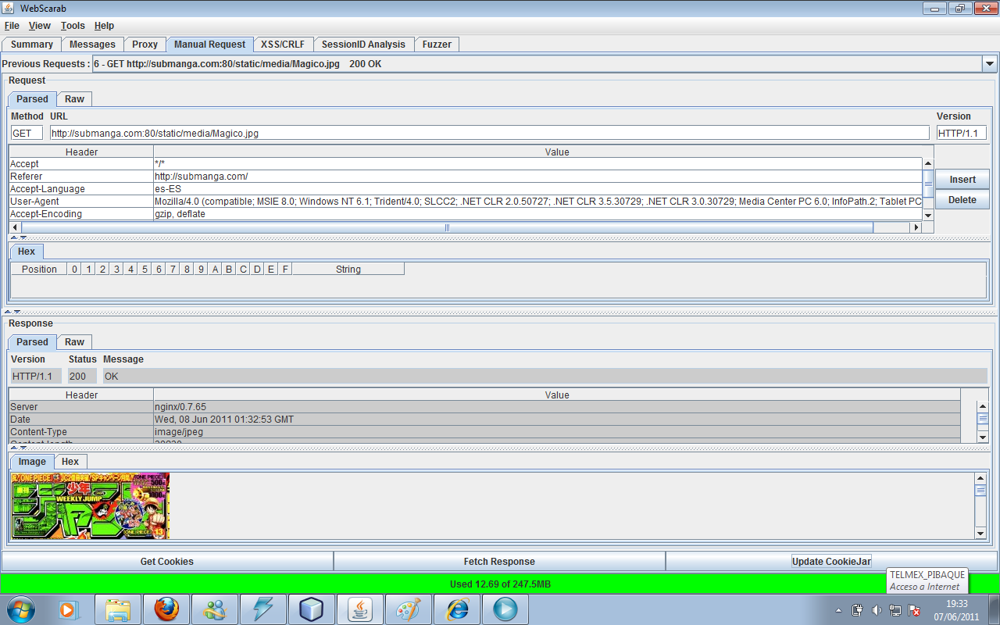 WebScarab
File View Tools Help
Summary Messages Proxy Manual Request XSS/CRLF SessionID Analysis Fuzzer
Previous Requests : 6 - GET http://submanga.com:80/static/media/Magico.jpg 200 OK
Request
Parsed Raw
Method URL Version
GET http://submanga.com:80/static/media/Magico.jpg HTTP/1.1
Header Value
Accept */*
Referer http://submanga.com/
Accept-Language es-ES
User-Agent Mozilla/4.0 (compatible; MSIE 8.0; Windows NT 6.1; Trident/4.0; SLCC2; .NET CLR 2.0.50727; .NET CLR 3.5.30729; .NET CLR 3.0.30729; Media Center PC 6.0; InfoPath.2; Tablet PC
Accept-Encoding gzip, deflate
Insert
Delete
Hex
Position 0 1 2 3 4 5 6 7 8 9 A B C D E F String
Response
Parsed Raw
Version Status Message
HTTP/1.1 200 OK
Header Value
Server nginx/0.7.65
Date Wed, 08 Jun 2011 01:32:53 GMT
Content-Type image/jpeg
Image Hex
ONE PIECE
少年
ジャン
WEEKLY JUMP
ONE PIECE
13
Get Cookies Fetch Response Update CookieJar
Used 12.69 of 247.5MB
TELMEX_PIBAQUE
Acceso a Internet
19:33
07/06/2011